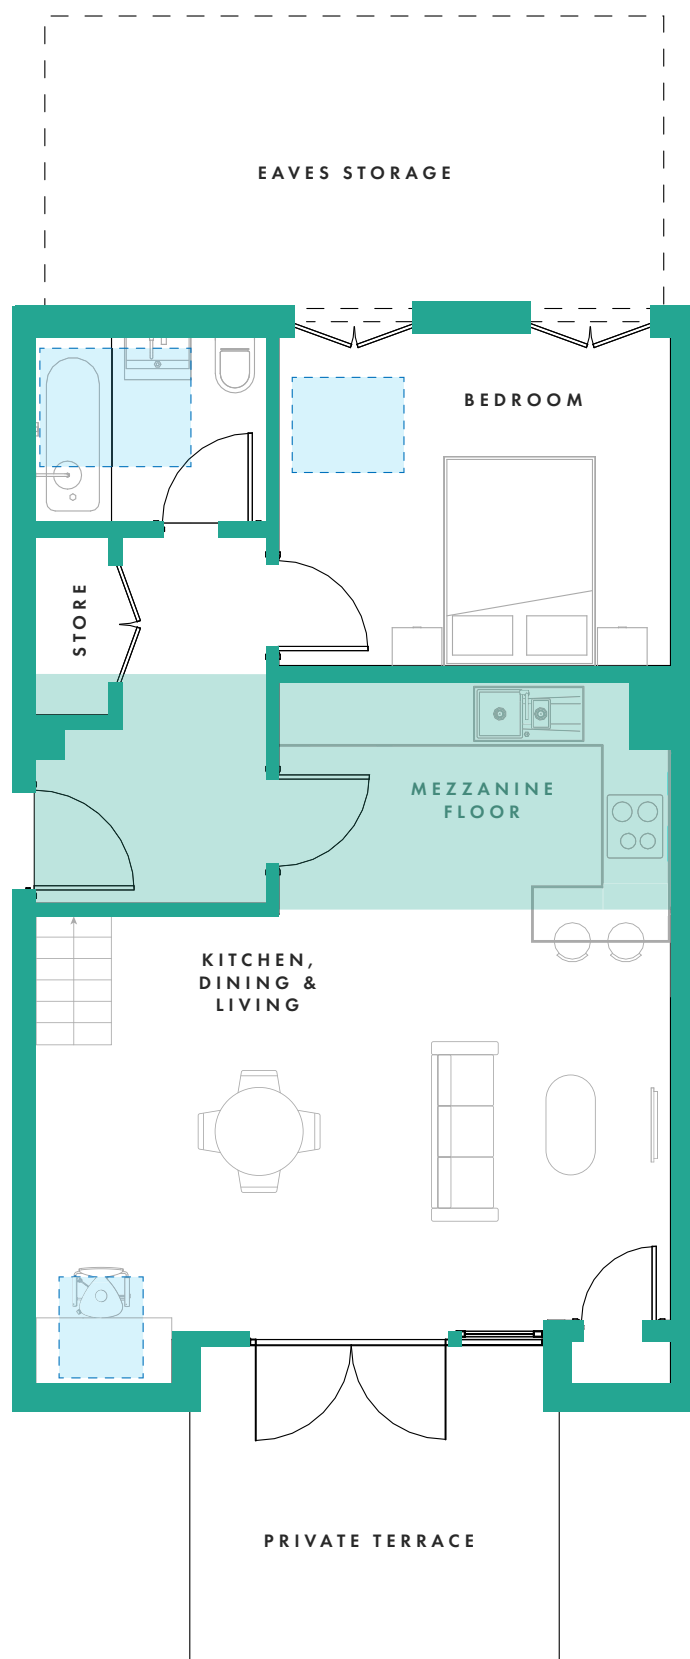 EAVES STORAGE
BEDROOM
STORE
MEZZANINE
FLOOR
KITCHEN,
DINING &
LIVING
PRIVATE TERRACE